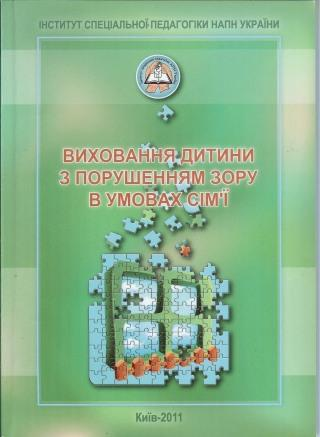 ІНСТИТУТ СПЕЦІАЛЬНОЇ ПЕДАГОГІКИ НАПН УКРАЇНИ
ВИХОВАННЯ ДИТИНИ
З ПОРУШЕННЯМ ЗОРУ
В УМОВАХ СІМ'Ї
Київ-2011